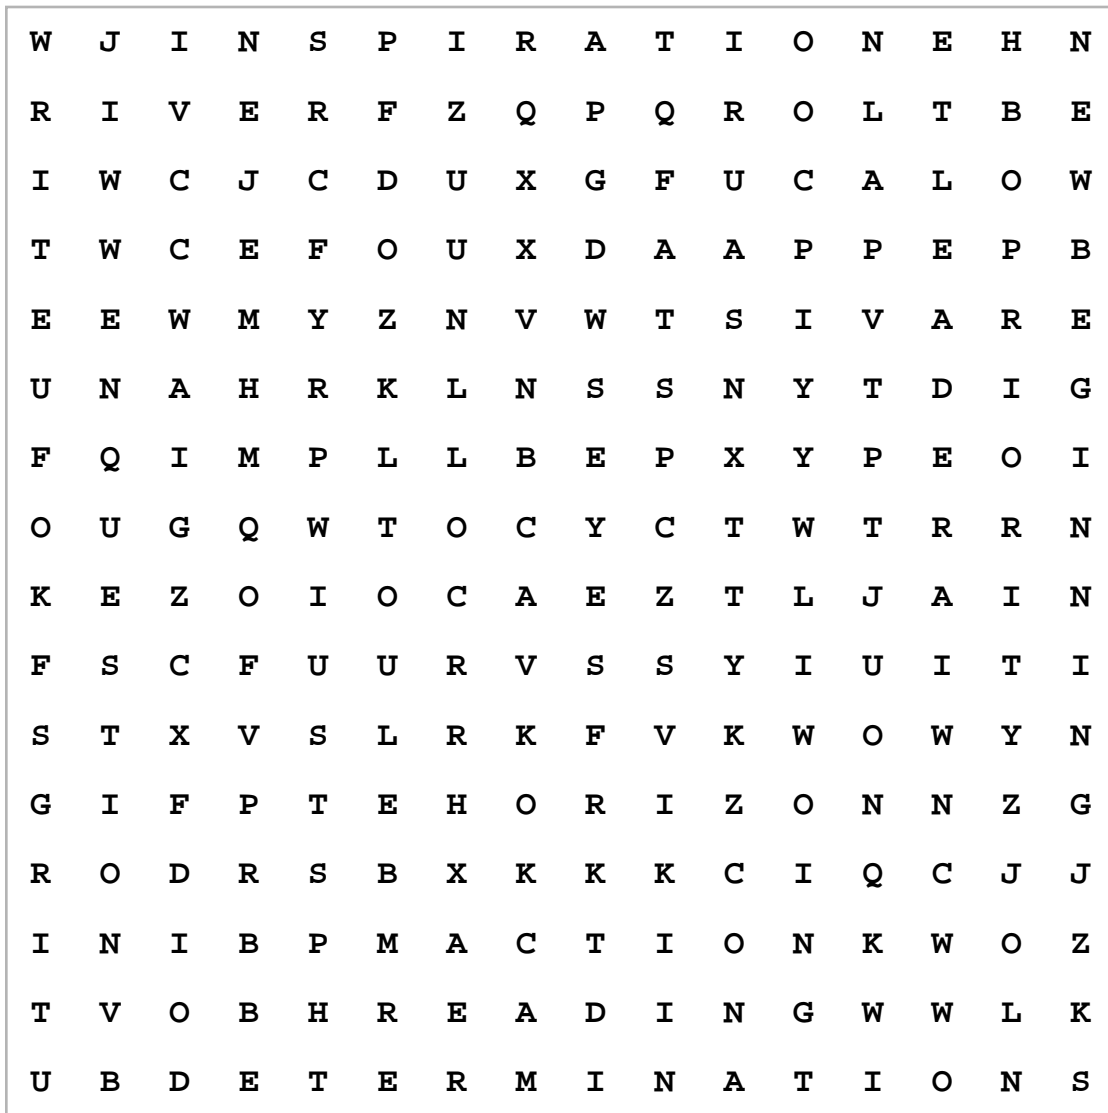 W J I N S P I R A T I O N E H N
R I V E R F Z Q P Q R O L T B E
I W C J C D U X G F U C A L O W
T W C E F O U X D A A P P E P B
E E W M Y Z N V W T S I V A R E
U N A H R K L N S S N Y T D I G
F Q I M P L L B E P X Y P E O I
O U G Q W T O C Y C T W T R R N
K E Z O I O C A E Z T L J A I N
F S C F U U R V S S Y I U I T I
S T X V S L R K F V K W O W Y N
G I F P T E H O R I Z O N N Z G
R O D R S B X K K K C I Q C J J
I N I B P M A C T I O N K W O Z
T V O B H R E A D I N G W W L K
U B D E T E R M I N A T I O N S